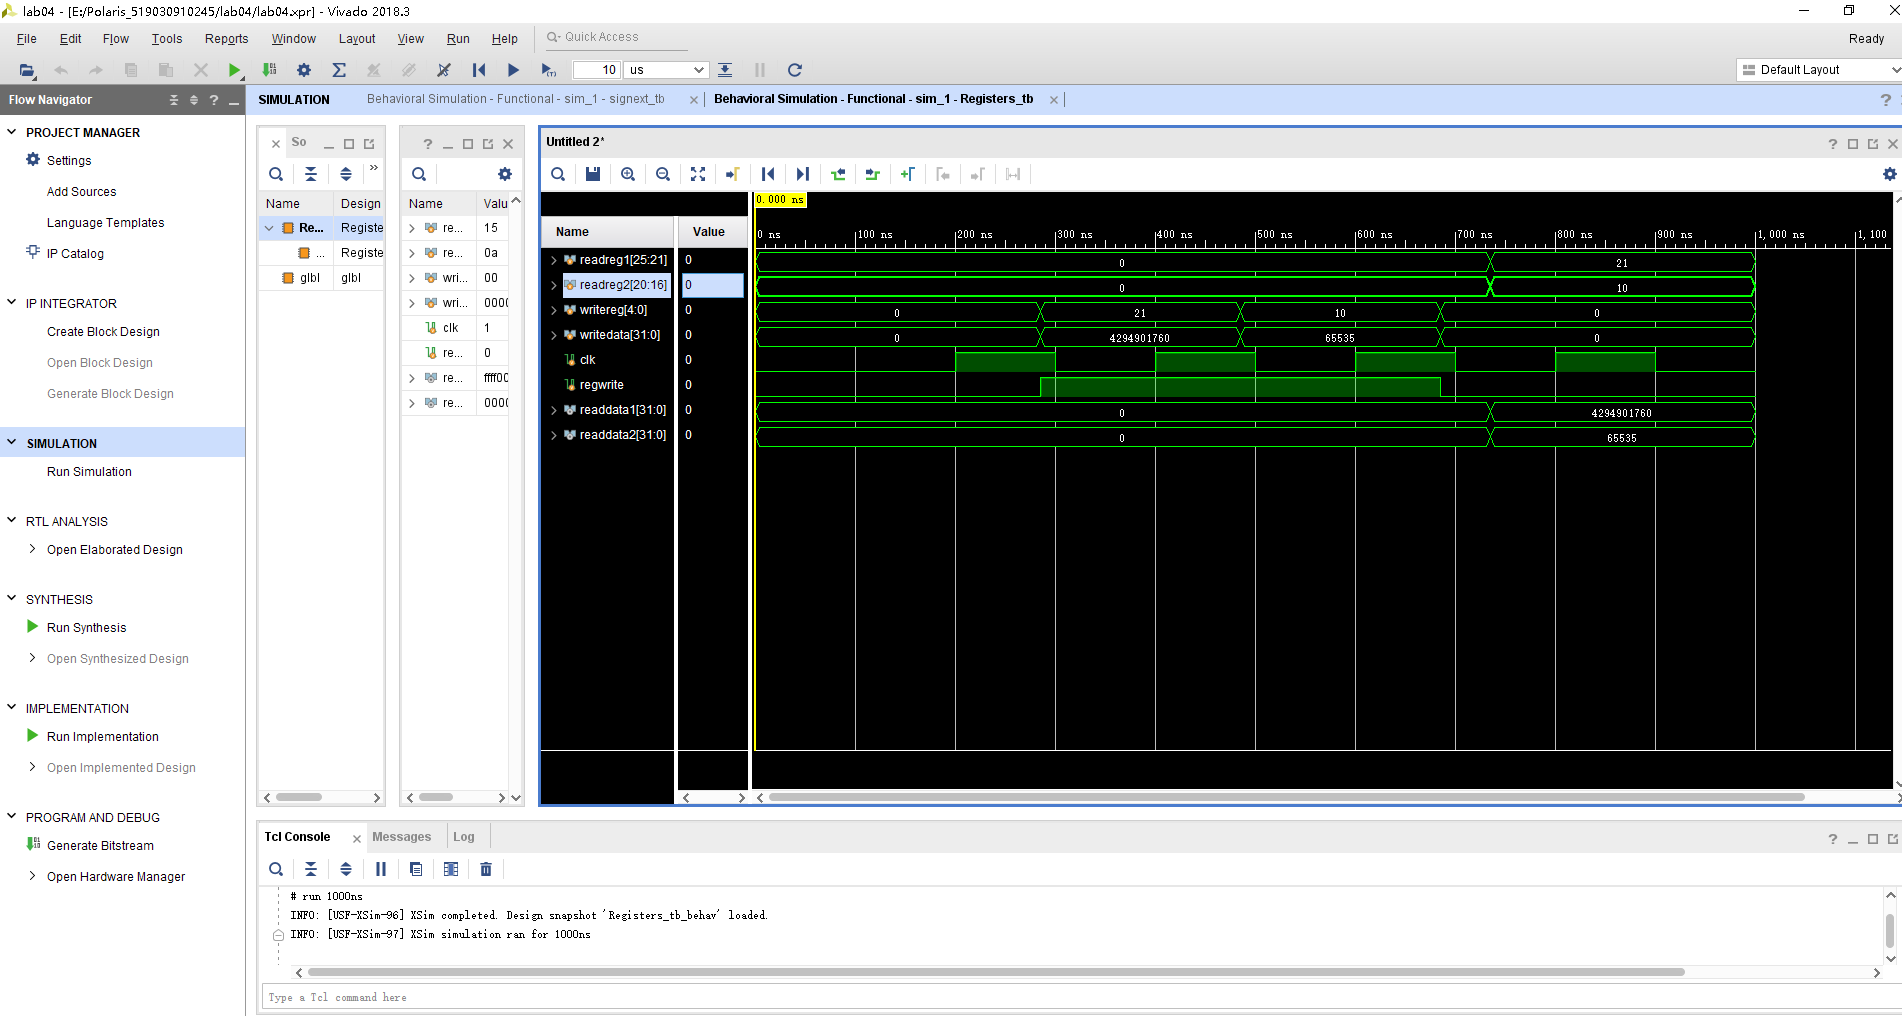 lab04 - [E:/Polaris_519030910245/lab04/lab04.xpr] - Vivado 2018.3
File Edit Flow Tools Reports Window Layout View Run Help Quick Access Ready
10 us Default Layout
Flow Navigator
SIMULATION Behavioral Simulation - Functional - sim_1 - signext_tb Behavioral Simulation - Functional - sim_1 - Registers_tb
PROJECT MANAGER
Settings
Add Sources
Language Templates
IP Catalog
IP INTEGRATOR
Create Block Design
Open Block Design
Generate Block Design
SIMULATION
Run Simulation
RTL ANALYSIS
Open Elaborated Design
SYNTHESIS
Run Synthesis
Open Synthesized Design
IMPLEMENTATION
Run Implementation
Open Implemented Design
PROGRAM AND DEBUG
Generate Bitstream
Open Hardware Manager
So
Name Design
Re... Registe
... Registe
glbl glbl
Name Valu
re... 15
re... 0a
wri... 00
wri... 0000
clk 1
re... 0
re... ffff00
re... 0000
Untitled 2*
0.000 ns
Name Value 0 ns 100 ns 200 ns 300 ns 400 ns 500 ns 600 ns 700 ns 800 ns 900 ns 1,000 ns 1,100
readreg1[25:21] 0 0 21
readreg2[20:16] 0 0 10
writereg[4:0] 0 0 21 10 0
writedata[31:0] 0 0 4294901760 65535 0
clk 0
regwrite 0
readdata1[31:0] 0 0 4294901760
readdata2[31:0] 0 0 65535
Tcl Console Messages Log
# run 1000ns
INFO: [USF-XSim-96] XSim completed. Design snapshot 'Registers_tb_behav' loaded.
INFO: [USF-XSim-97] XSim simulation ran for 1000ns
Type a Tcl command here